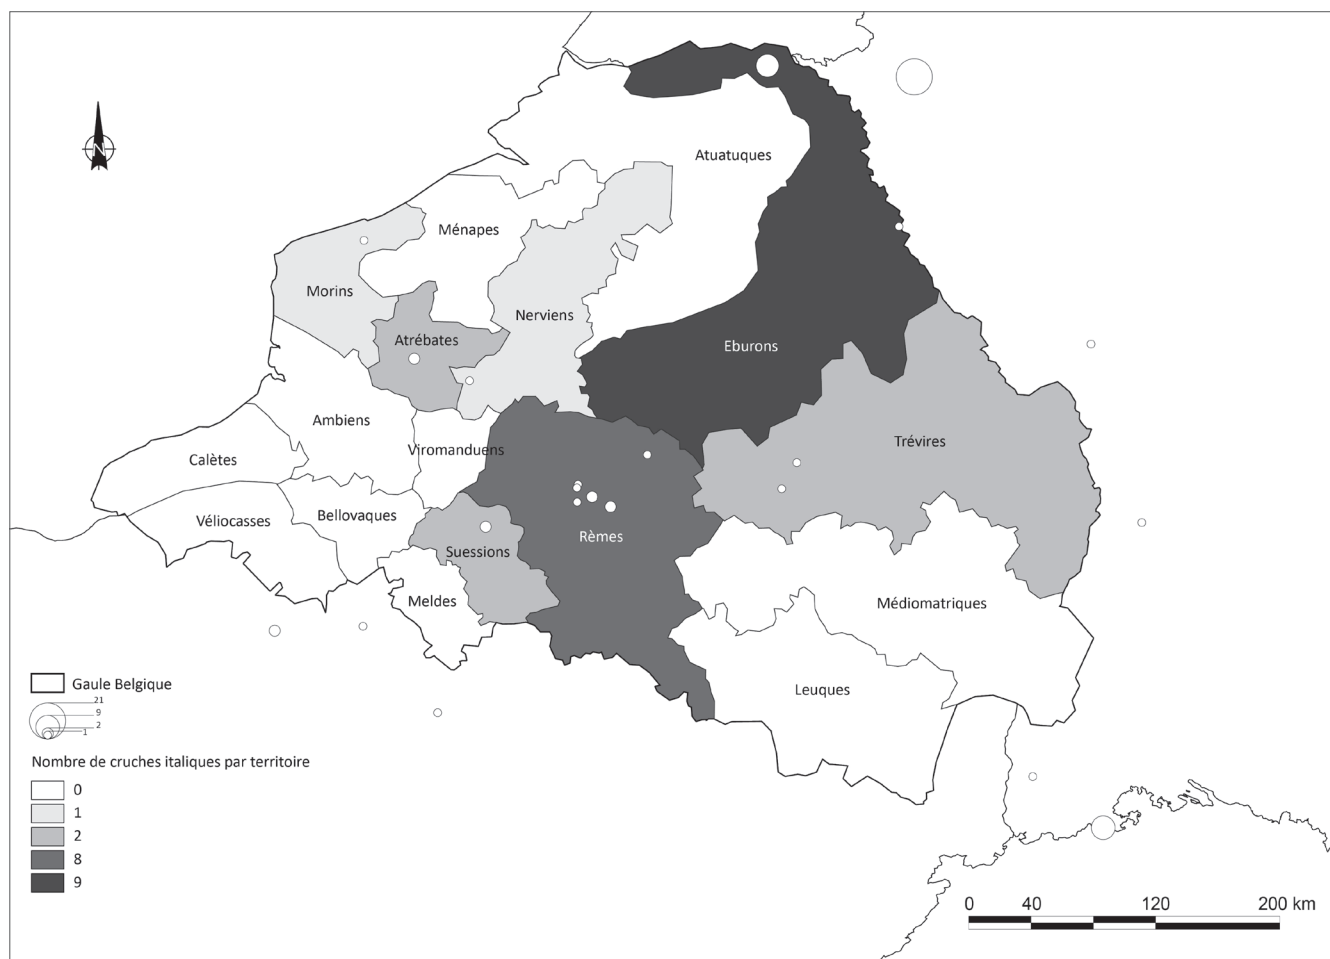 N
Atuatuques
Ménapes
Morins
Nerviens
Atrébates
Eburons
Ambiens
Trévires
Viromanduens
Calètes
Bellovaques
Véliocasses
Rèmes
Suessions
Meldes
Médiomatriques
Leuques
Gaule Belgique
21
9
2
1
Nombre de cruches italiques par territoire
0
1
2
8
9
0 40 120 200 km